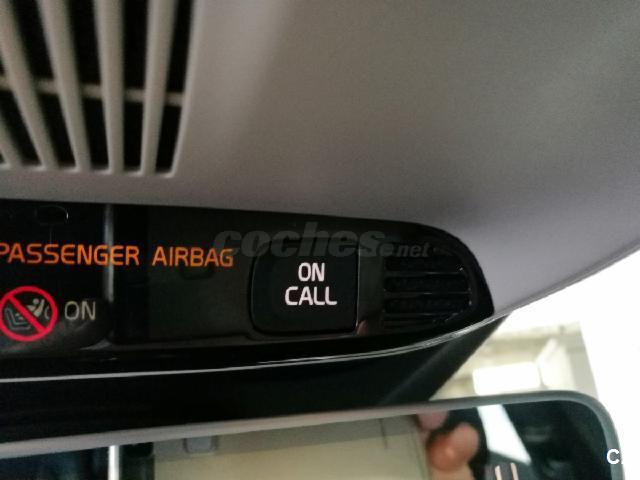 coches.net
PASSENGER AIRBAG
ON
CALL
ON